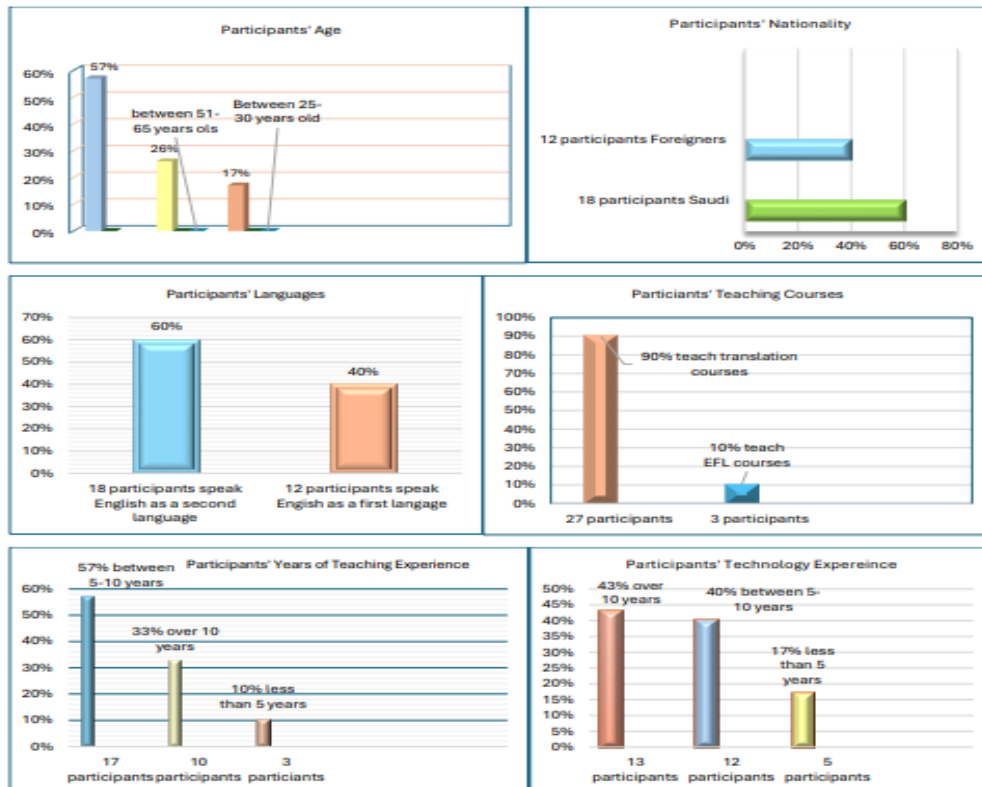 Participants' Age
60%
50%
40%
30%
20%
10%
0%
57%
between 51-
65 years ols
26%
Between 25-
30 years old
17%
Participants' Nationality
12 participants Foreigners
18 participants Saudi
0%
20%
40%
60%
80%
Participants' Languages
70%
60%
50%
40%
30%
20%
10%
0%
60%
40%
18 participants speak
English as a second
language
12 participants speak
Engish as a first langage
Particiants' Teaching Courses
100%
90%
80%
70%
60%
50%
40%
30%
20%
10%
0%
90% teach translation
courses
10% teach
EFL courses
27 participants
3 participants
Participants' Years of Teaching Experience
60%
50%
40%
30%
20%
10%
0%
57% between
5-10 years
33% over 10
years
10% less
than 5 years
17
participants
10
participants
3
particiants
Participants' Technology Expereince
50%
45%
40%
35%
30%
25%
20%
15%
10%
5%
0%
43% over
10 years
40% between 5-
10 years
17% less
than 5
years
13
participants
12
participants
5
participants